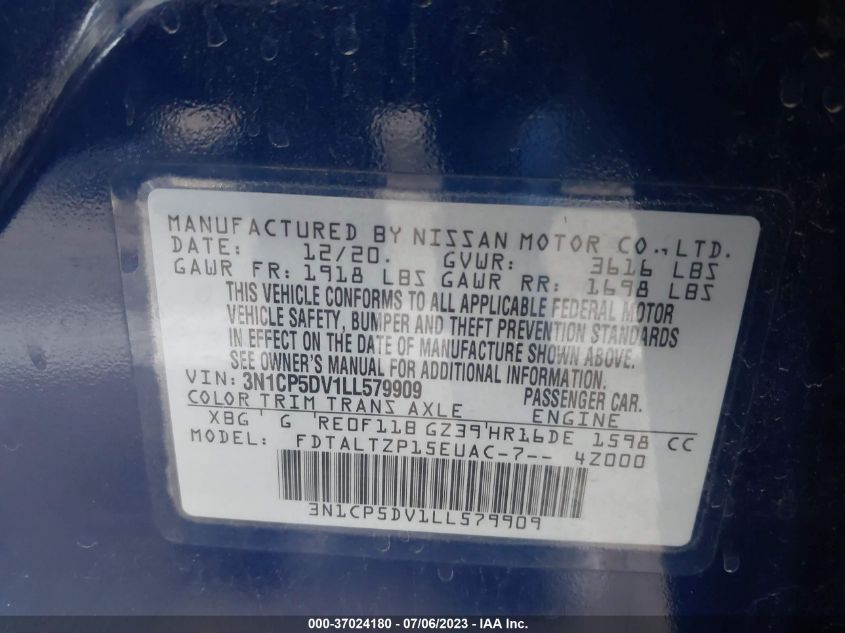 MANUFACTURED BY NISSAN MOTOR CO.,LTD.
DATE: 12/20. GVWR: 3616 LBS
GAWR FR: 1918 LBS GAWR RR: 1698 LBS
THIS VEHICLE CONFORMS TO ALL APPLICABLE FEDERAL MOTOR
VEHICLE SAFETY, BUMPER AND THEFT PREVENTION STANDARDS
IN EFFECT ON THE DATE OF MANUFACTURE SHOWN ABOVE.
SEE OWNER'S MANUAL FOR ADDITIONAL INFORMATION.
VIN: 3N1CP5DV1LL579909 PASSENGER CAR.
COLOR TRIM TRANS AXLE ENGINE
XBG ' G 'RE0F11B GZ39'HR16DE 1598 CC
MODEL: FDTALTZP15EUAC-7-- 4Z000
3N1CP5DV1LL579909
000-37024180 - 07/06/2023 - IAA Inc.